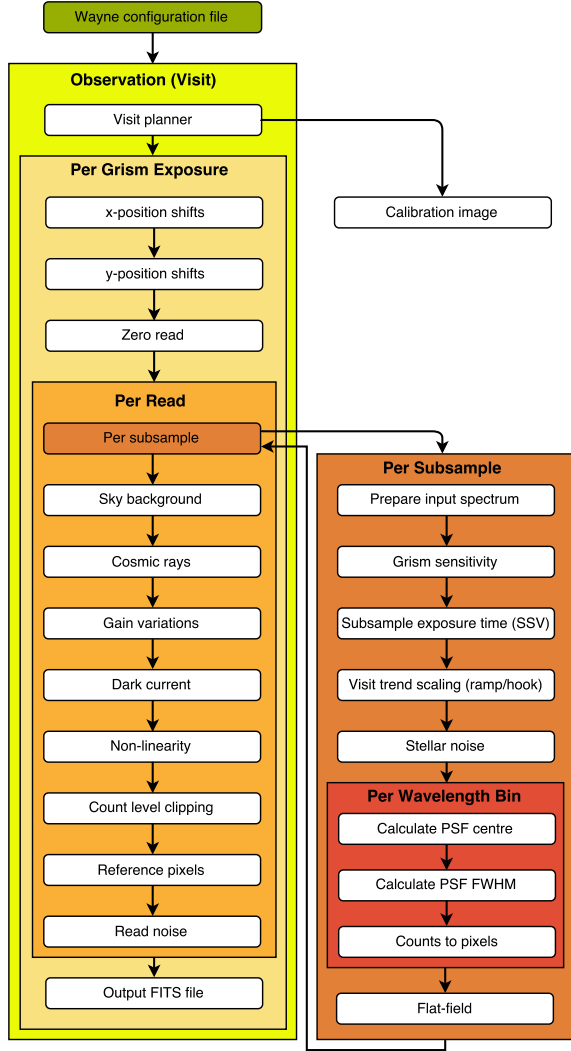 Wayne configuration file
Observation (Visit)
Visit planner
Per Grism Exposure
x-position shifts
Calibration image
y-position shifts
Zero read
Per Read
Per subsample
Sky background
Cosmic rays
Gain variations
Dark current
Non-linearity
Count level clipping
Reference pixels
Read noise
Output FITS file
Per Subsample
Prepare input spectrum
Grism sensitivity
Subsample exposure time (SSV)
Visit trend scaling (ramp/hook)
Stellar noise
Per Wavelength Bin
Calculate PSF centre
Calculate PSF FWHM
Counts to pixels
Flat-field